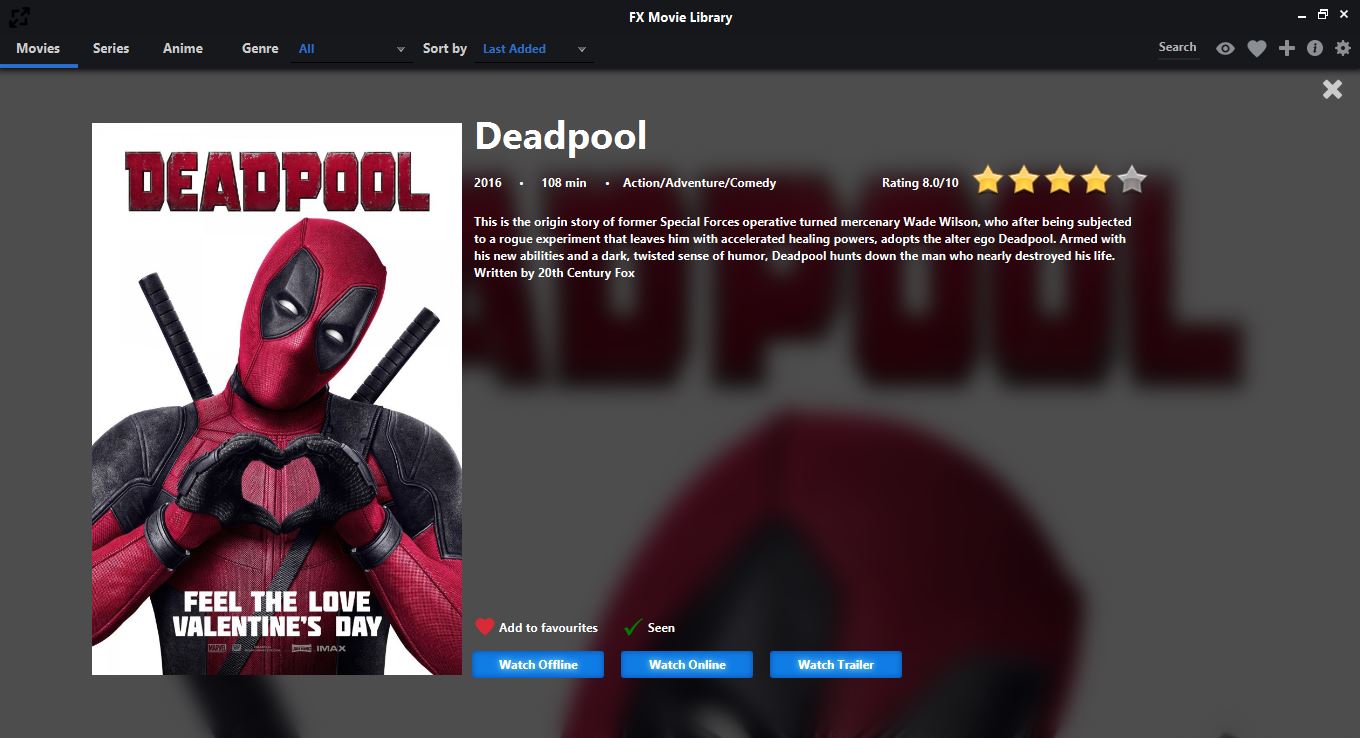 FX Movie Library
Movies Series Anime Genre All Sort by Last Added Search
Deadpool
2016 • 108 min • Action/Adventure/Comedy Rating 8.0/10
This is the origin story of former Special Forces operative turned mercenary Wade Wilson, who after being subjected
to a rogue experiment that leaves him with accelerated healing powers, adopts the alter ego Deadpool. Armed with
his new abilities and a dark, twisted sense of humor, Deadpool hunts down the man who nearly destroyed his life.
Written by 20th Century Fox
DEADPOOL
FEEL THE LOVE
VALENTINE'S DAY
MARVEL IMAX
Add to favourites Seen
Watch Offline Watch Online Watch Trailer